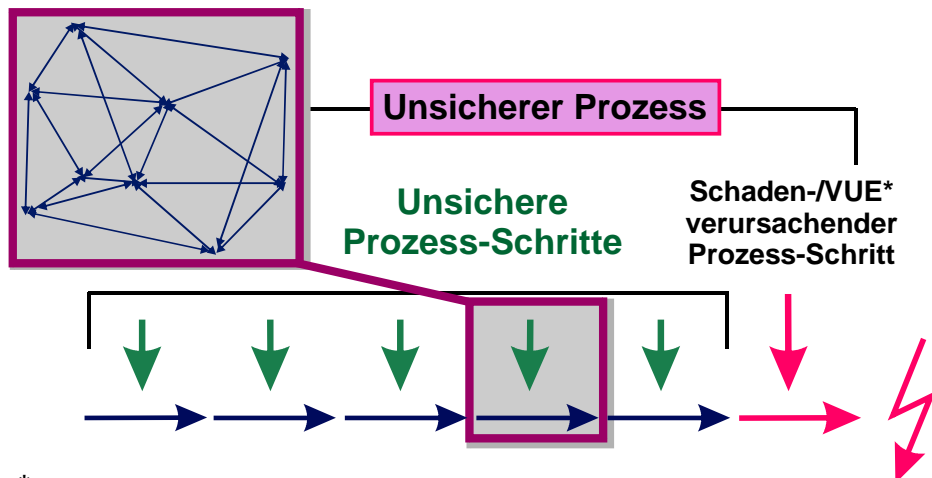 Unsicherer Prozess
Unsichere
Prozess-Schritte
Schaden-/VUE*
verursachender
Prozess-Schritt
*